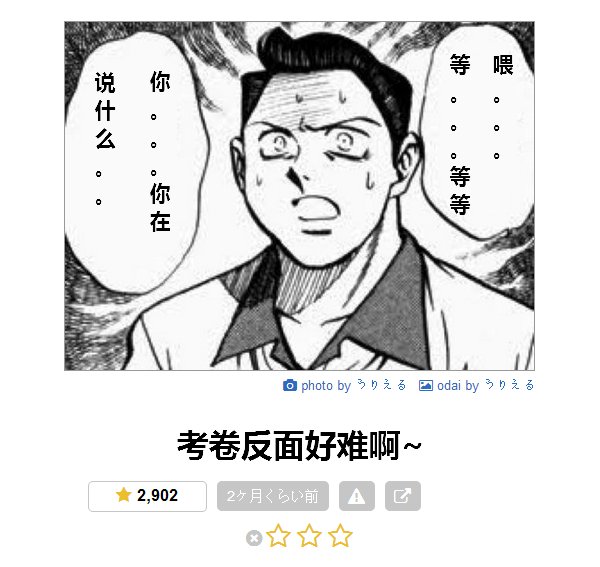 喂。。。
等。。。等等
你。。。你在
说什么。。
photo by うりえる odai by うりえる
考卷反面好难啊~
2,902
2ヶ月くらい前